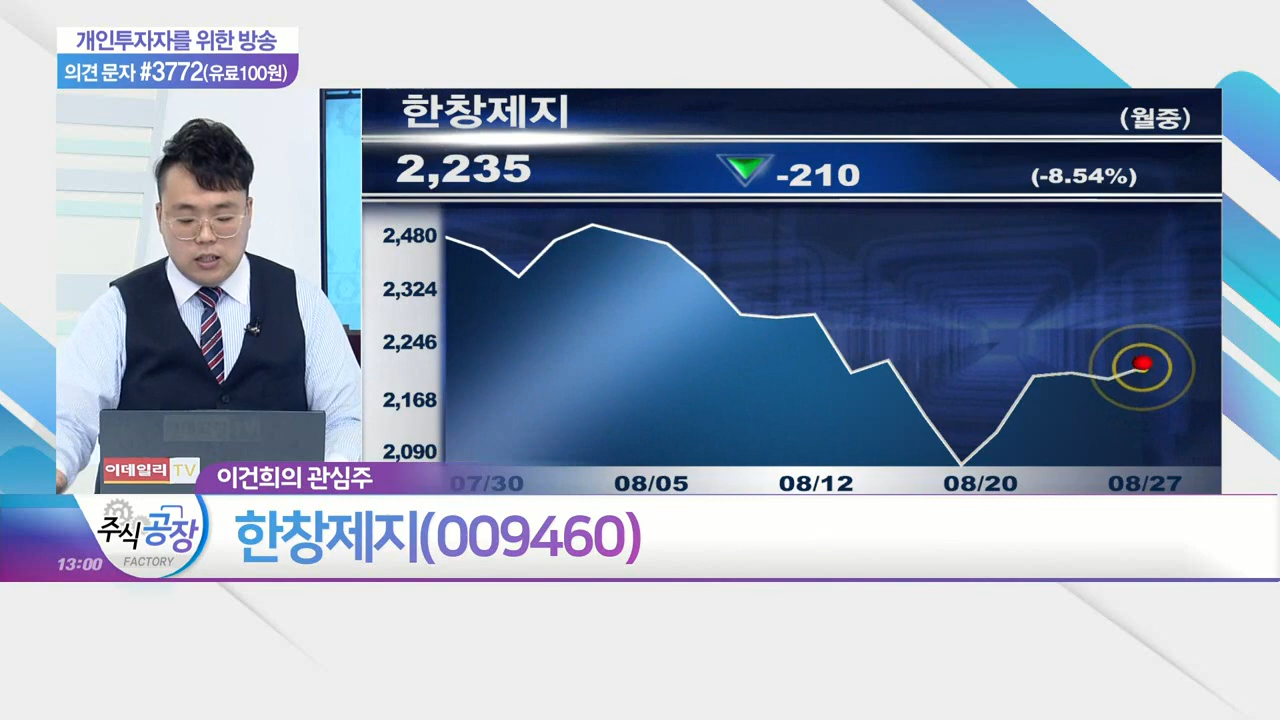 개인투자자를 위한 방송
의견 문자 #3772(유료100원)
한창제지
(월중)
2,235
-210
(-8.54%)
2,480
2,324
2,246
2,168
2,090
07/30
08/05
08/12
08/20
08/27
이데일리 TV
이건희의 관심주
주식공장
FACTORY
13:00
한창제지(009460)